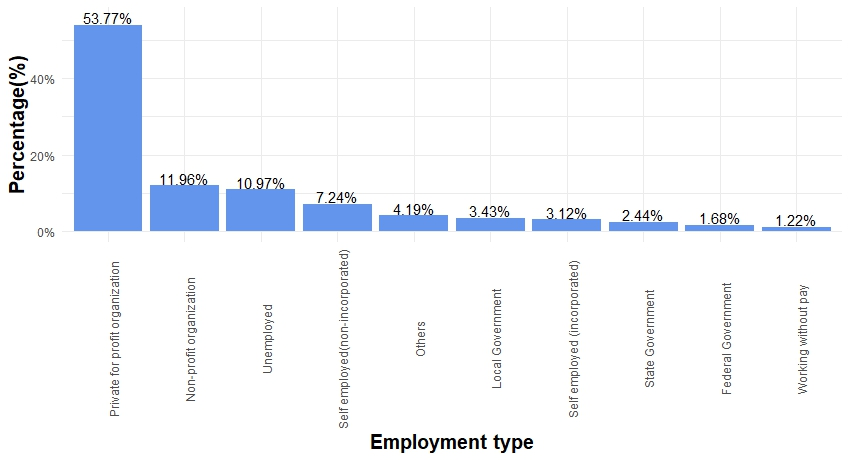 Percentage(%)
40%
20%
0%
53.77%
11.96%
10.97%
7.24%
4.19%
3.43%
3.12%
2.44%
1.68%
1.22%
Private for profit organization
Non-profit organization
Unemployed
Self employed(non-incorporated)
Others
Local Government
Self employed (incorporated)
State Government
Federal Government
Working without pay
Employment type